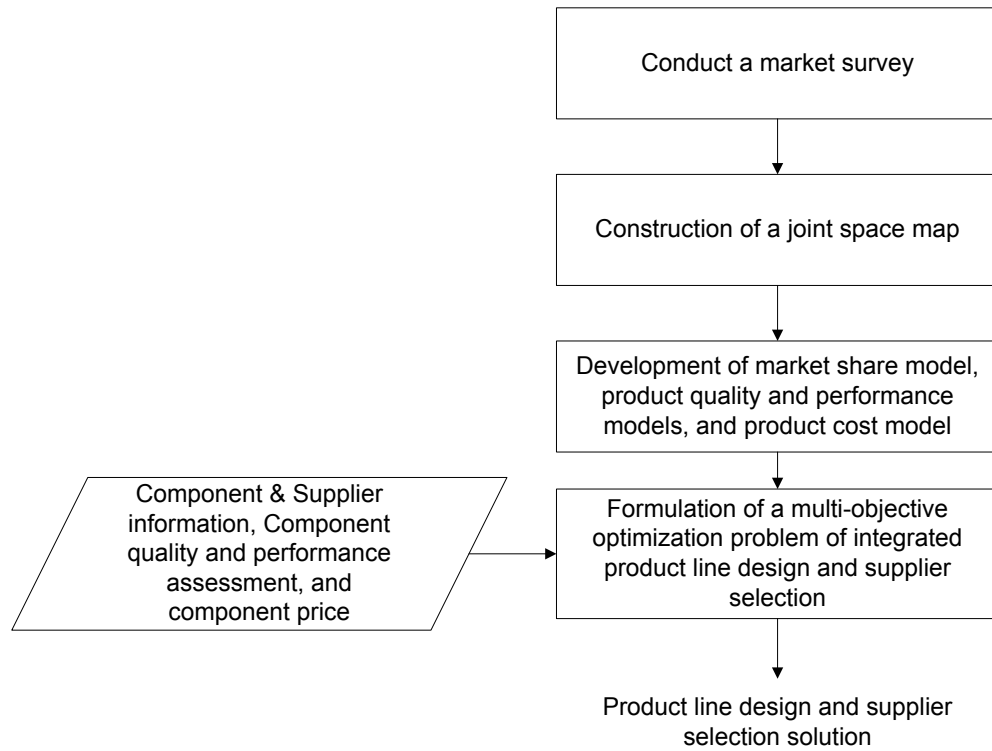 Conduct a market survey
Construction of a joint space map
Development of market share model,
product quality and performance
models, and product cost model
Component & Supplier
information, Component
quality and performance
assessment, and
component price
Formulation of a multi-objective
optimization problem of integrated
product line design and supplier
selection
Product line design and supplier
selection solution